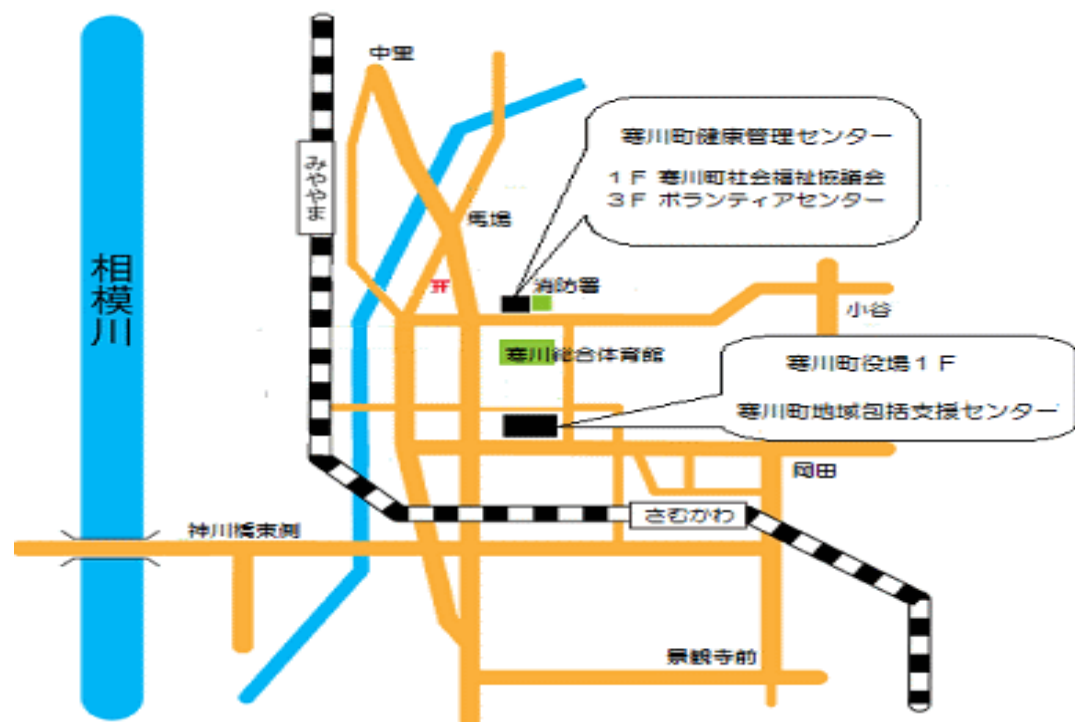 中里
寒川町健康管理センター
1F 寒川町社会福祉協議会
3F ボランティアセンター
みややま
馬場
相模川
消防署
小谷
寒川総合体育館
寒川町役場1F
寒川町地域包括支援センター
岡田
さむかわ
神川橋東側
景観寺前